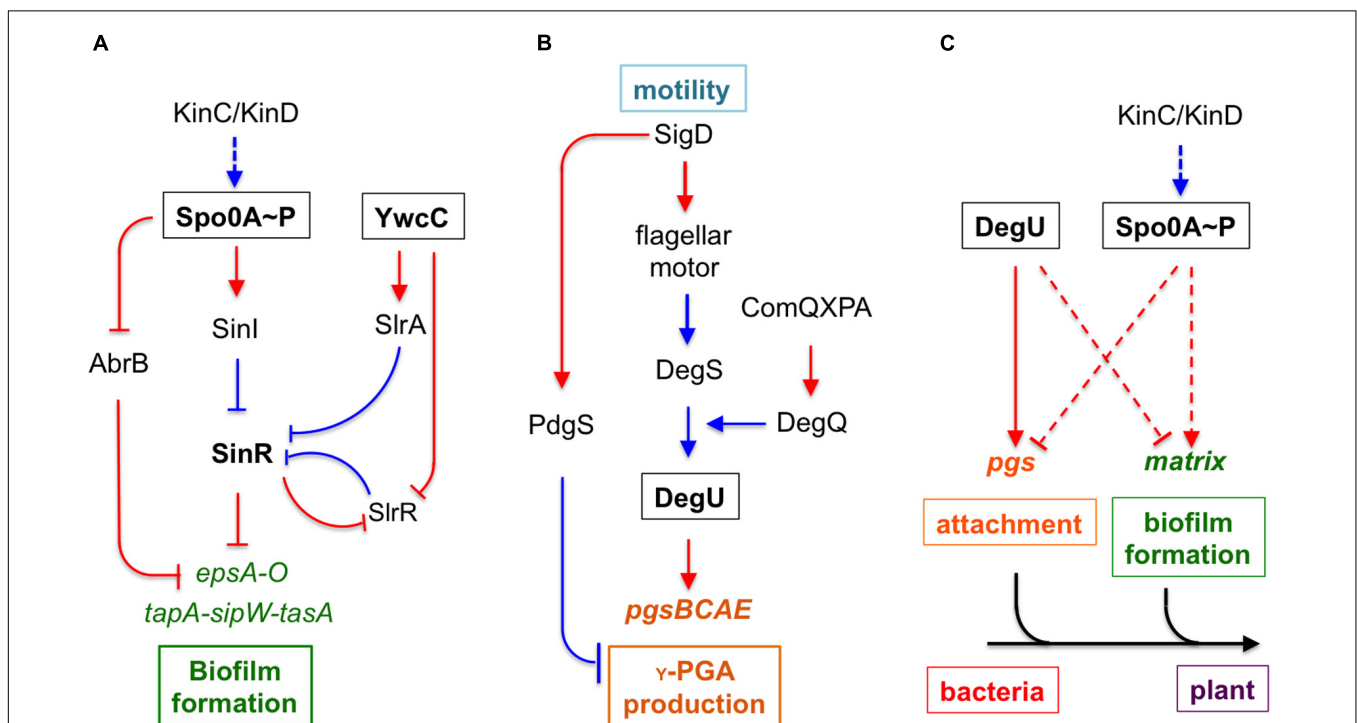 A
KinC/KinD
Spo0A~P
YwcC
SinI
SlrA
AbrB
SinR
SlrR
epsA-O
tapA-sipW-tasA
Biofilm
formation
B
motility
SigD
flagellar
motor
ComQXPA
DegS
PdgS
DegQ
DegU
pgsBCAE
γ-PGA
production
C
KinC/KinD
DegU
Spo0A~P
pgs
matrix
attachment
biofilm
formation
bacteria
plant